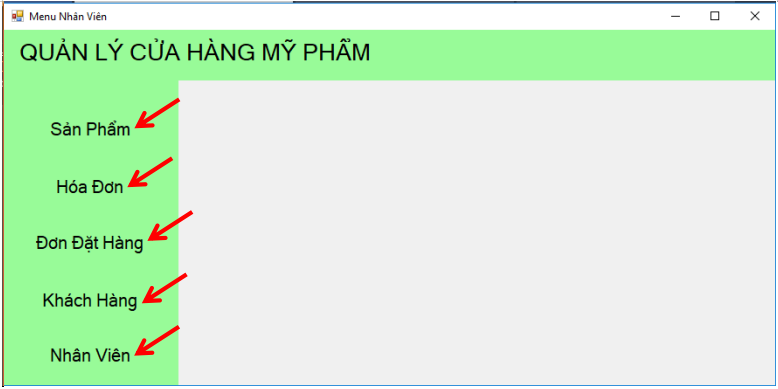 Menu Nhân Viên
QUẢN LÝ CỬA HÀNG MỸ PHẨM
Sản Phẩm
Hóa Đơn
Đơn Đặt Hàng
Khách Hàng
Nhân Viên